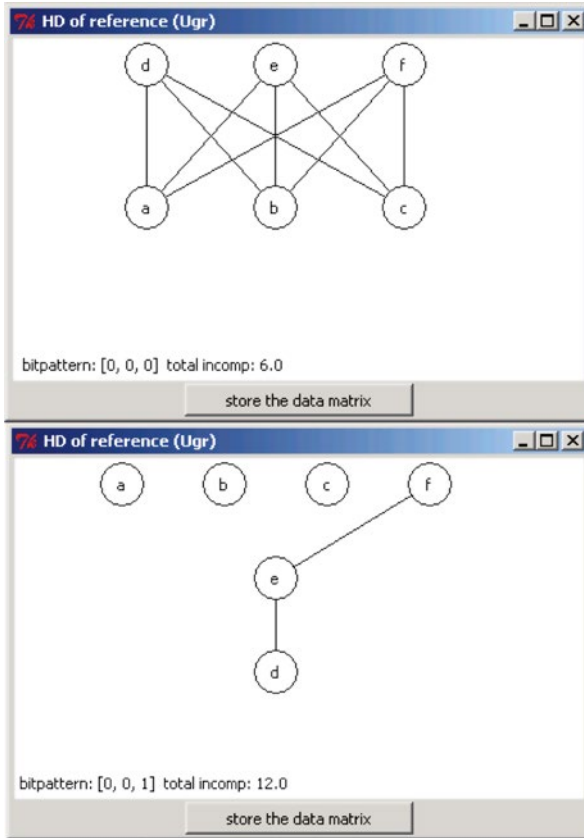 HD of reference (Ugr)
d e f
a b c
bitpattern: [0, 0, 0] total incomp: 6.0
store the data matrix
HD of reference (Ugr)
a b c f
e
d
bitpattern: [0, 0, 1] total incomp: 12.0
store the data matrix